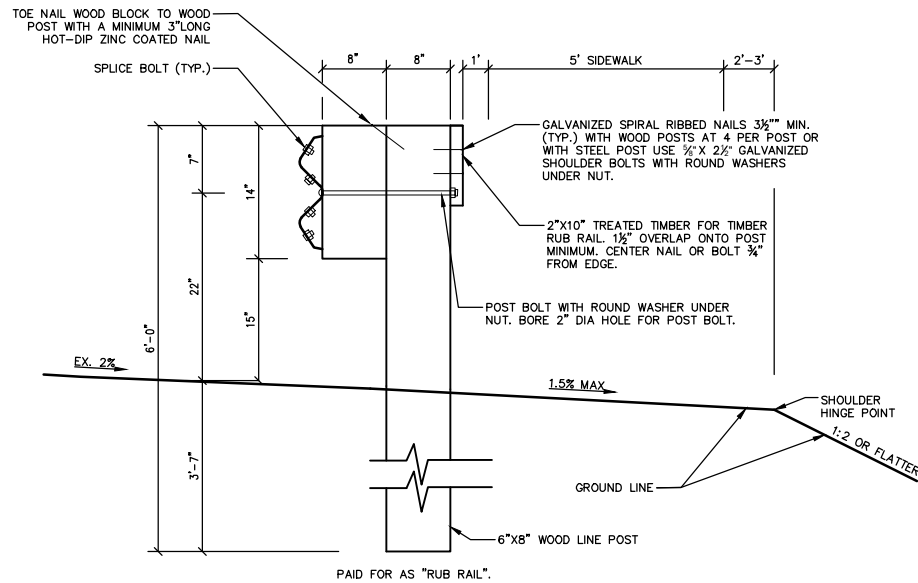 TOE NAIL WOOD BLOCK TO WOOD
POST WITH A MINIMUM 3"LONG
HOT-DIP ZINC COATED NAIL
SPLICE BOLT (TYP.)
8"
8"
1'
5' SIDEWALK
2'-3'
GALVANIZED SPIRAL RIBBED NAILS 3½"" MIN.
(TYP.) WITH WOOD POSTS AT 4 PER POST OR
WITH STEEL POST USE ⅝" X 2½" GALVANIZED
SHOULDER BOLTS WITH ROUND WASHERS
UNDER NUT.
7"
14"
2"X10" TREATED TIMBER FOR TIMBER
RUB RAIL. 1½" OVERLAP ONTO POST
MINIMUM. CENTER NAIL OR BOLT ¾"
FROM EDGE.
22"
15"
6'-0"
POST BOLT WITH ROUND WASHER UNDER
NUT. BORE 2" DIA HOLE FOR POST BOLT.
EX. 2%
1.5% MAX
SHOULDER
HINGE POINT
1:2 OR FLATTER
3'-7"
GROUND LINE
6"X8" WOOD LINE POST
PAID FOR AS "RUB RAIL".